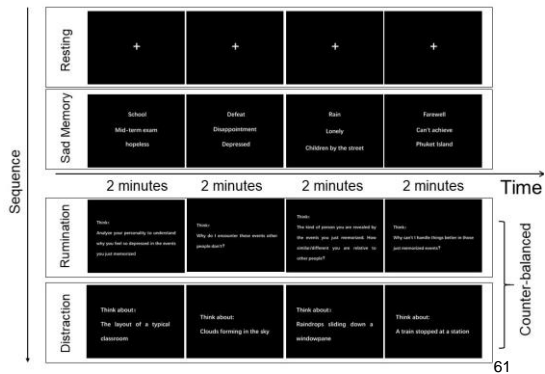 Sequence
Resting
+
+
+
+
Sad Memory
School
Mid-term exam
hopeless
Defeat
Disappointment
Depressed
Rain
Lonely
Children by the street
Farewell
Can't achieve
Phuket Island
2 minutes
2 minutes
2 minutes
2 minutes
Time
Rumination
Think:
Analyze your personality to understand
why you feel so depressed in the events
you just memorized
Think:
Why do I encounter these events other
people don't?
Think:
The kind of person you are revealed by
the events you just memorized. How
similar/different you are relative to
other people?
Think:
Why can't I handle things better in those
just memorized events?
Distraction
Think about:
The layout of a typical
classroom
Think about:
Clouds forming in the sky
Think about:
Raindrops sliding down a
windowpane
Think about:
A train stopped at a station
Counter-balanced
61